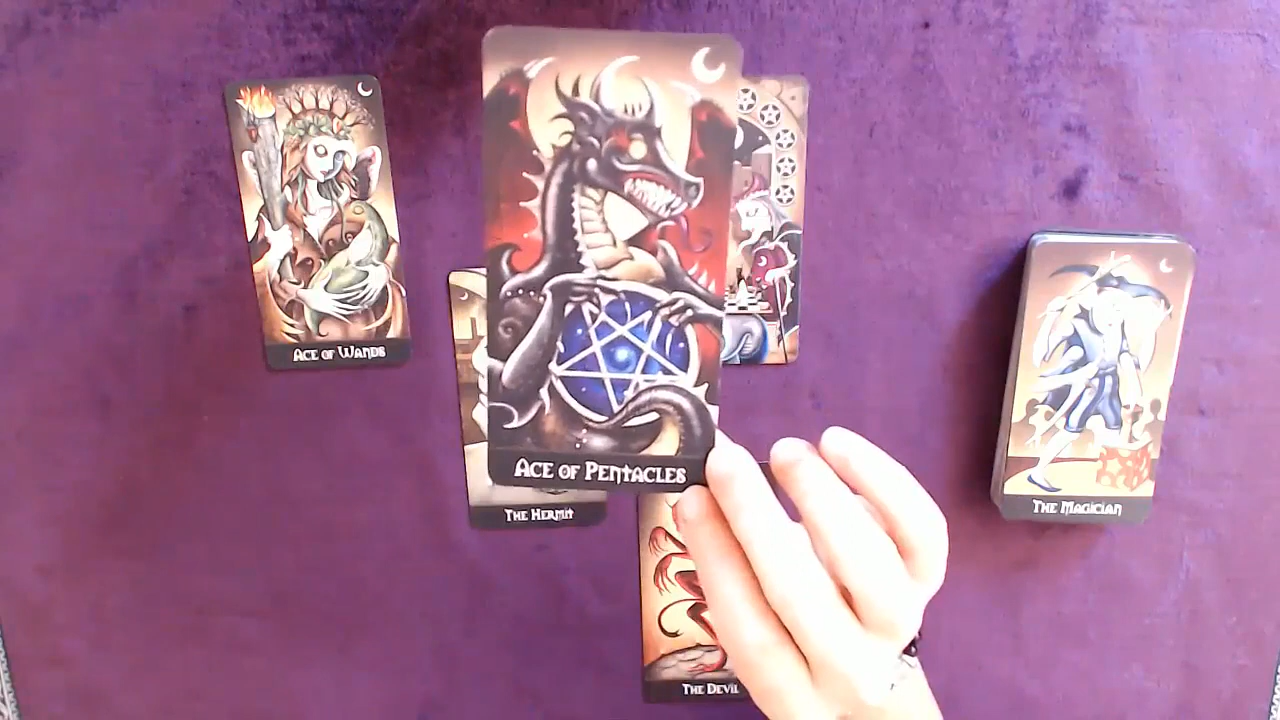 Ace of Wands
Ace of Pentacles
The Hermit
The Magician
The Devil